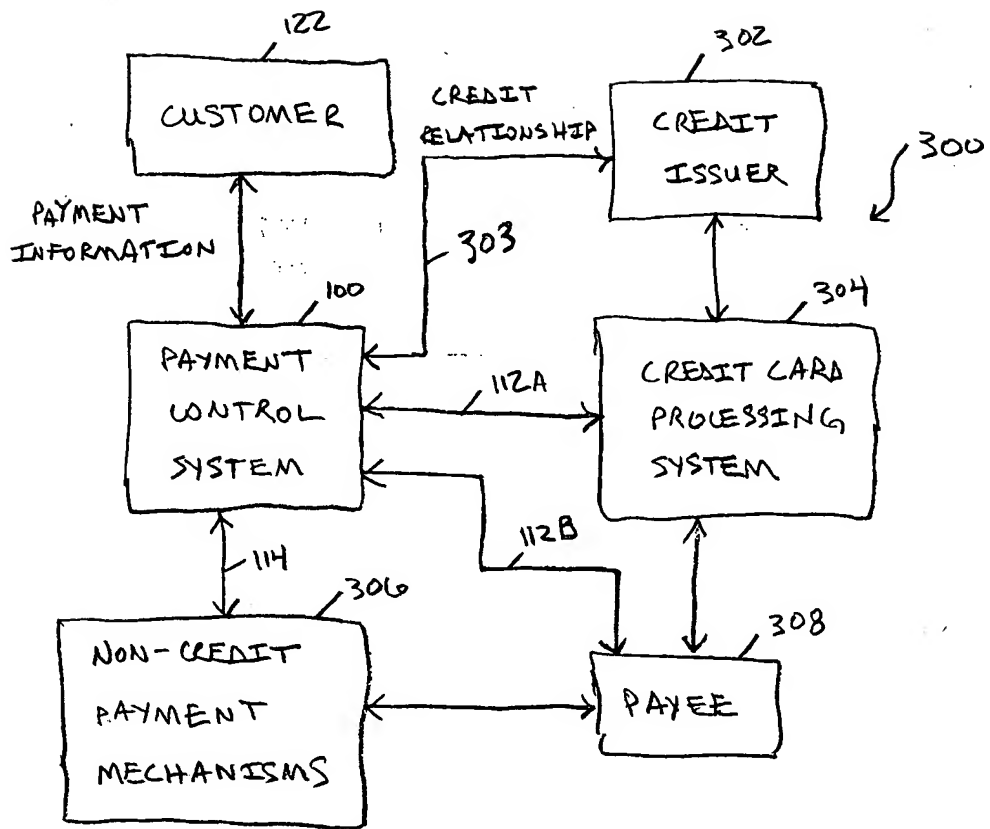 122
CUSTOMER
302
CREDIT
ISSUER
CREDIT
RELATIONSHIP
300
PAYMENT
INFORMATION
303
100
PAYMENT
CONTROL
SYSTEM
112A
304
CREDIT CARD
PROCESSING
SYSTEM
112B
114
306
NON-CREDIT
PAYMENT
MECHANISMS
308
PAYEE